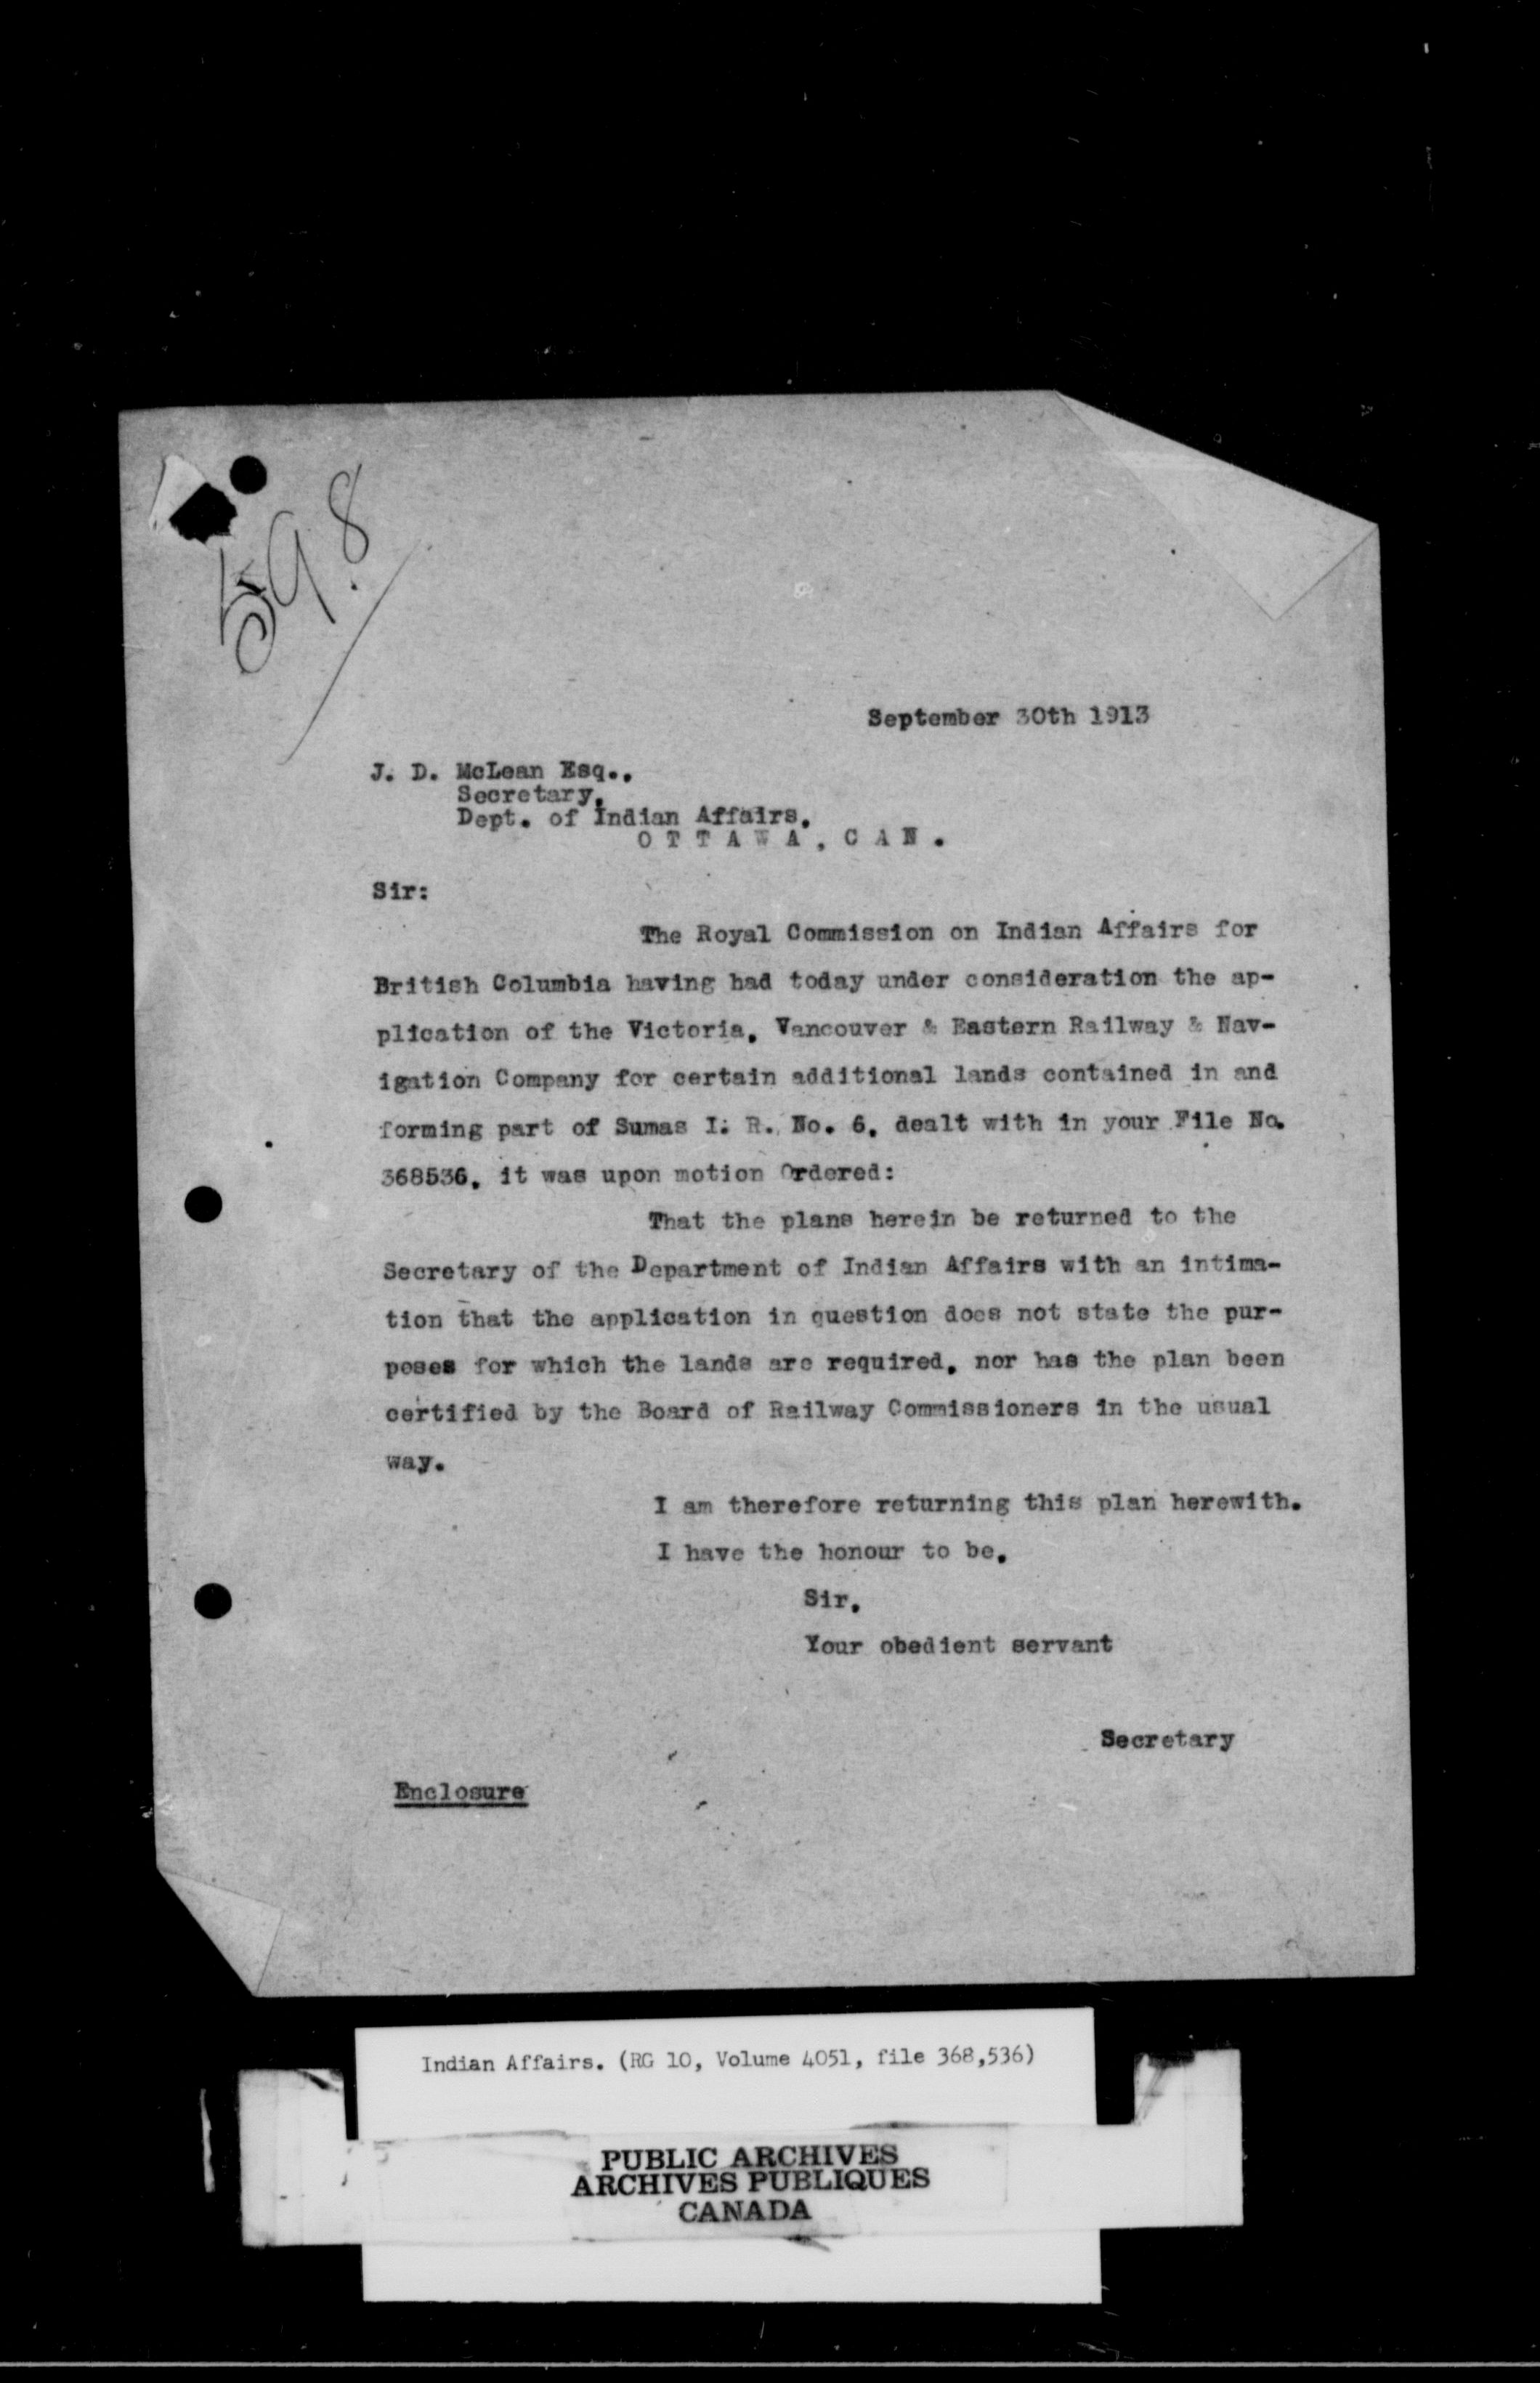 598
September 30th 1913
J. D. McLean Esq.,
Secretary,
Dept. of Indian Affairs,
O T T A W A , C A N .
Sir:
The Royal Commission on Indian Affairs for
British Columbia having had today under consideration the ap-
plication of the Victoria, Vancouver & Eastern Railway & Nav-
igation Company for certain additional lands contained in and
forming part of Sumas I. R. No. 6, dealt with in your File No.
368536, it was upon motion Ordered:
That the plans herein be returned to the
Secretary of the Department of Indian Affairs with an intima-
tion that the application in question does not state the pur-
poses for which the lands are required, nor has the plan been
certified by the Board of Railway Commissioners in the usual
way.
I am therefore returning this plan herewith.
I have the honour to be,
Sir,
Your obedient servant
Secretary
Enclosure
Indian Affairs. (RG 10, Volume 4051, file 368,536)
PUBLIC ARCHIVES
ARCHIVES PUBLIQUES
CANADA